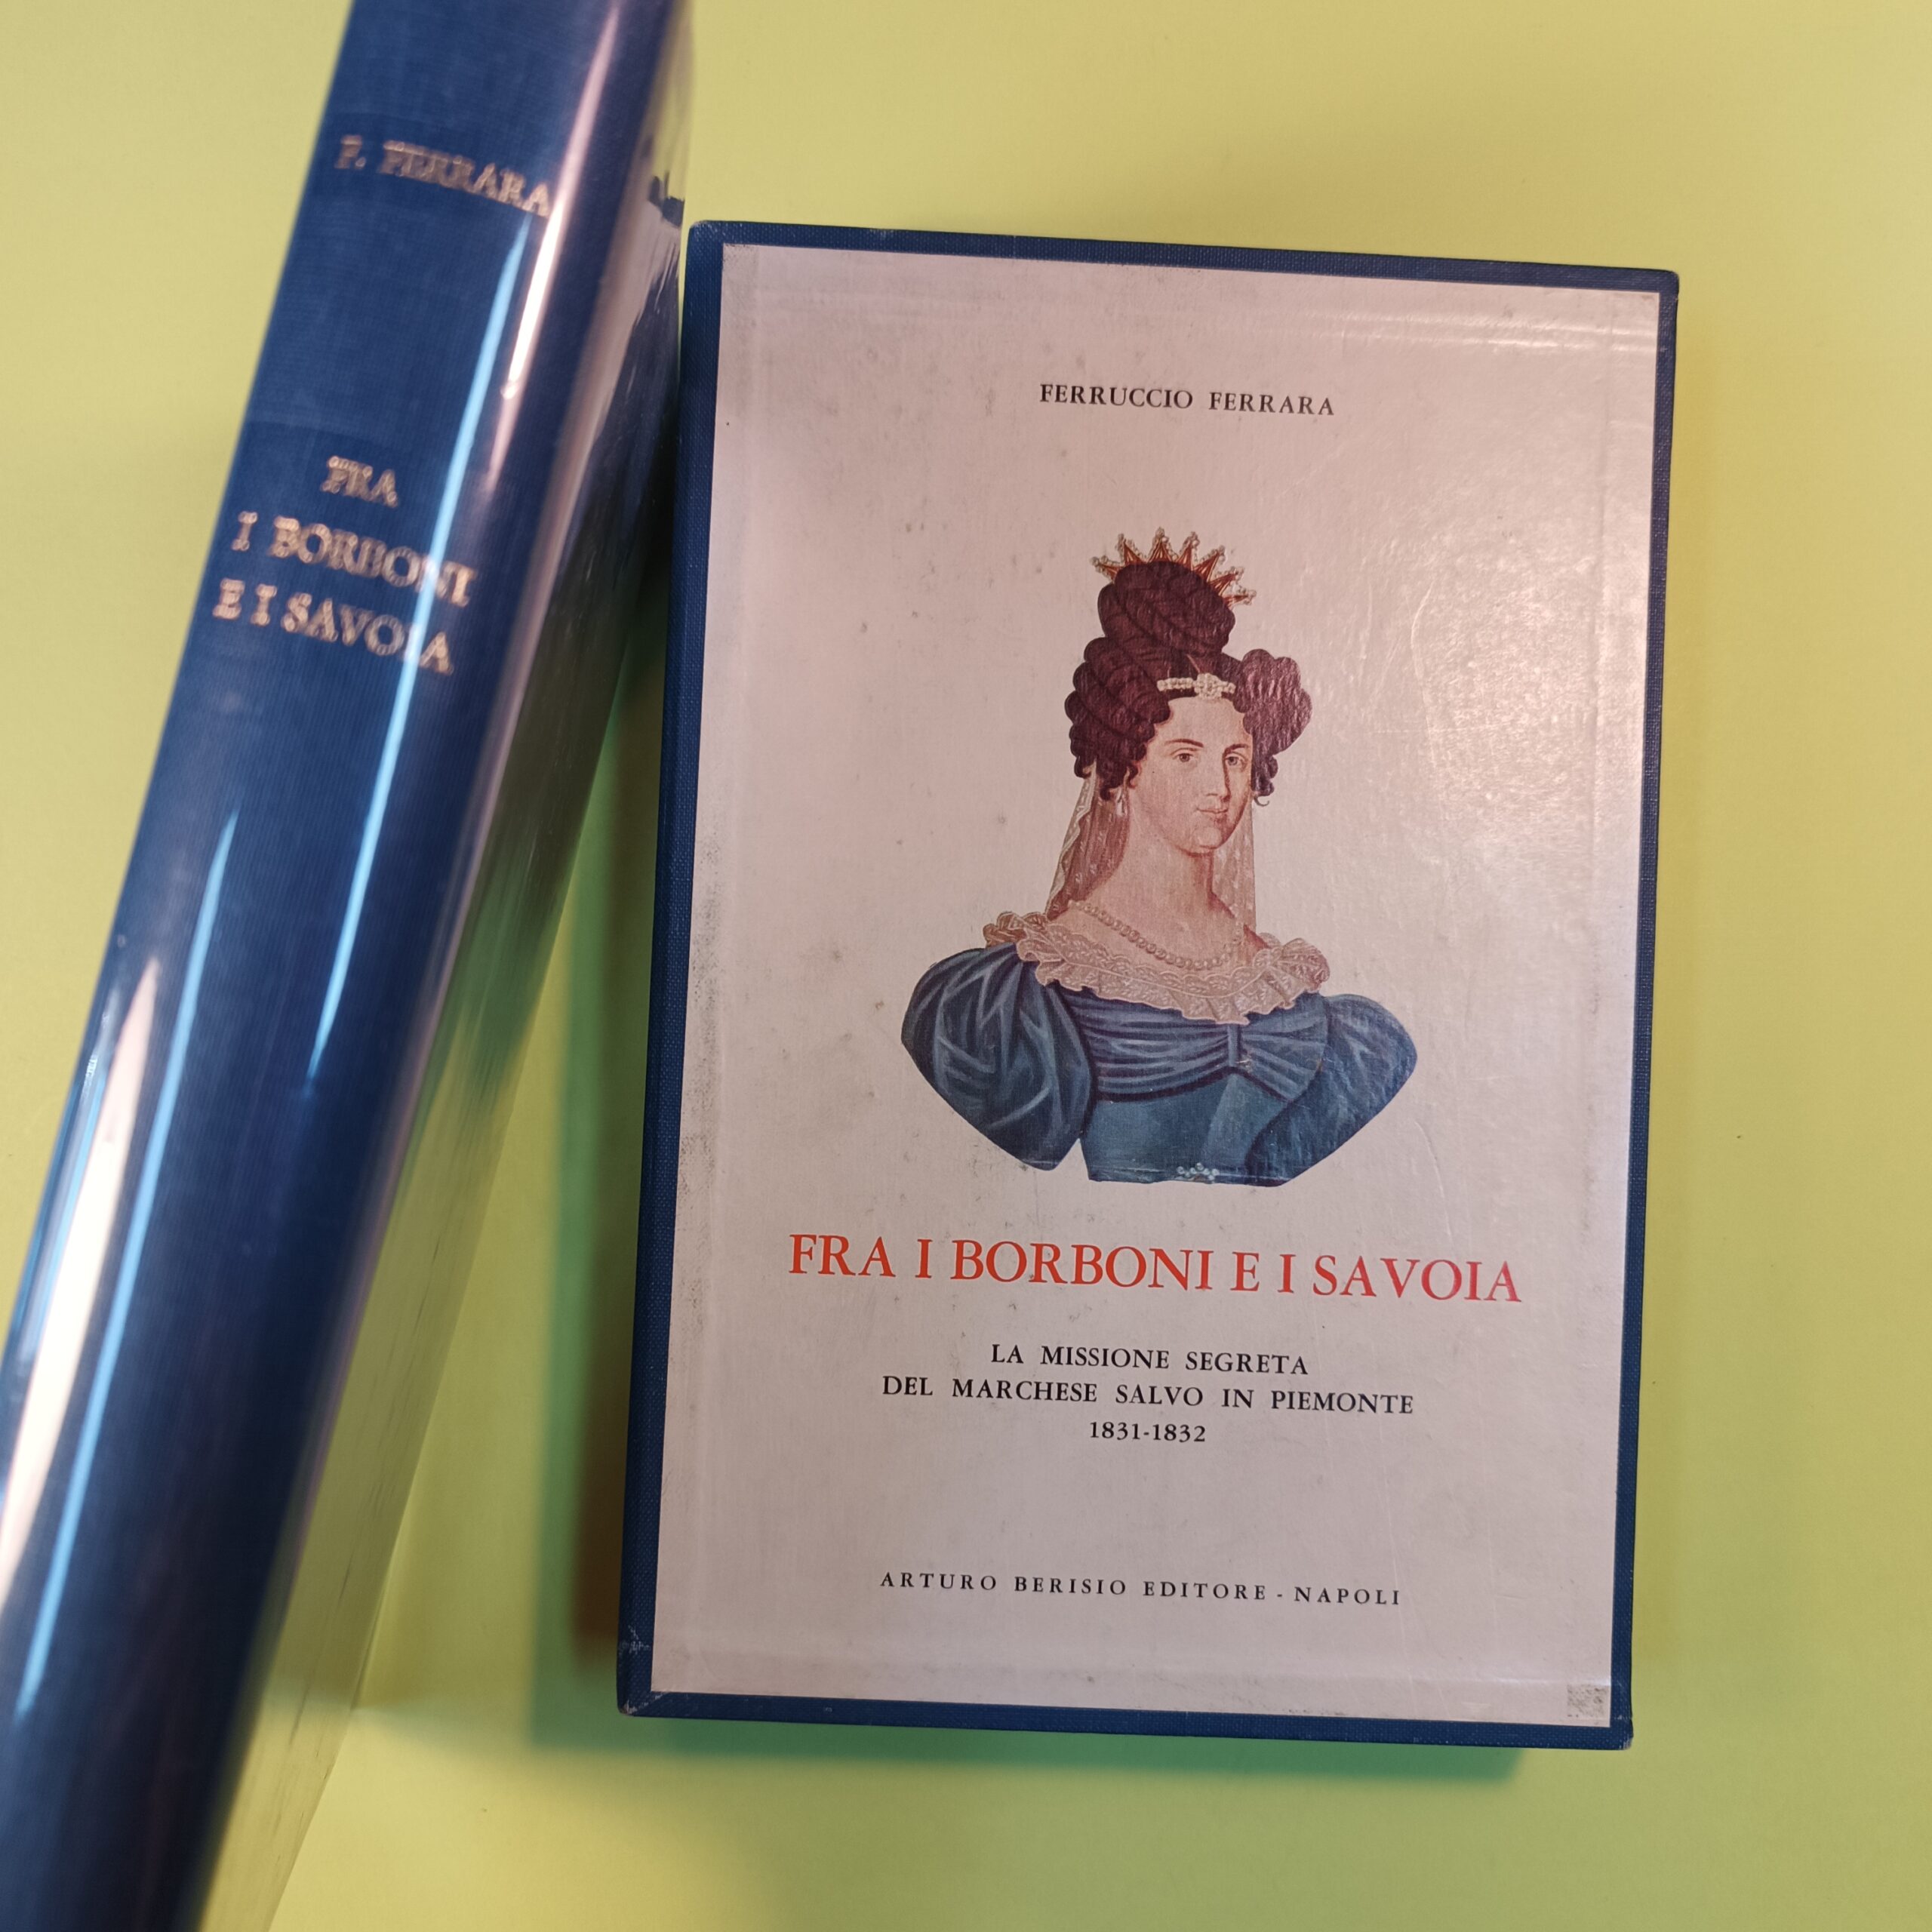 F. FERRARA
FRA
I BORBONI
E I SAVOIA
FERRUCCIO FERRARA
FRA I BORBONI E I SAVOIA
LA MISSIONE SEGRETA
DEL MARCHESE SALVO IN PIEMONTE
1831-1832
ARTURO BERISIO EDITORE - NAPOLI